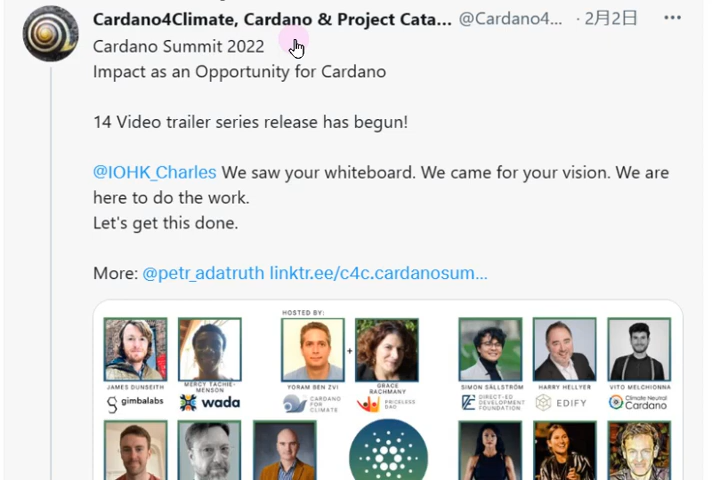 Cardano4Climate, Cardano & Project Cata... @Cardano4... · 2月2日 ···
Cardano Summit 2022
Impact as an Opportunity for Cardano
14 Video trailer series release has begun!
@IOHK_Charles We saw your whiteboard. We came for your vision. We are
here to do the work.
Let's get this done.
More: @petr_adatruth linktr.ee/c4c.cardanosum...
HOSTED BY:
+
JAMES DUNSEITH
MERCY TACHIE-MENSON
YORAM BEN ZVI
GRACE RACHMANY
SIMON SÄLLSTRÖM
HARRY HELLYER
VITO MELCHIONNA
gimbalabs
wada
CARDANO FOR CLIMATE
PRICELESS DAO
DIRECT-ED DEVELOPMENT FOUNDATION
EDIFY
Climate Neutral Cardano